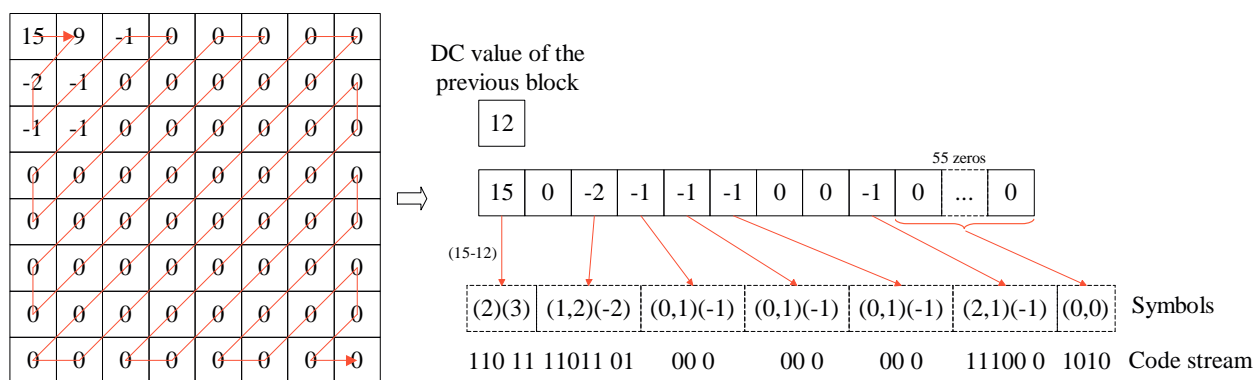 15 9 -1 0 0 0 0 0
-2 -1 0 0 0 0 0 0
-1 -1 0 0 0 0 0 0
0 0 0 0 0 0 0 0
0 0 0 0 0 0 0 0
0 0 0 0 0 0 0 0
0 0 0 0 0 0 0 0
0 0 0 0 0 0 0 0
DC value of the
previous block
12
55 zeros
15 0 -2 -1 -1 -1 0 0 -1 0 ... 0
(15-12)
(2)(3) (1,2)(-2) (0,1)(-1) (0,1)(-1) (0,1)(-1) (2,1)(-1) (0,0) Symbols
110 11 11011 01 00 0 00 0 00 0 11100 0 1010 Code stream